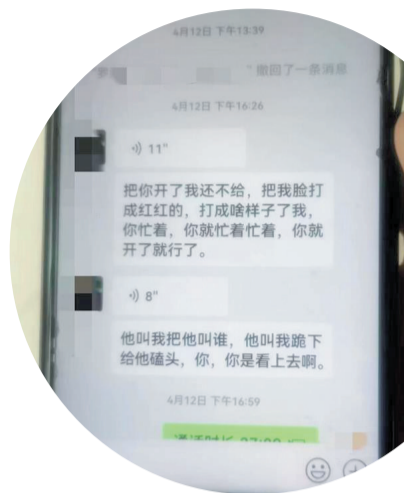 4月12日 下午13:39
" 撤回了一条消息
4月12日 下午16:26
11"
把你开了我还不给，把我脸打
成红红的，打成啥样子了我，
你忙着，你就忙着忙着，你就
开了就行了。
8"
他叫我把他叫谁，他叫我跪下
给他磕头，你，你是看上去啊。
4月12日 下午16:59